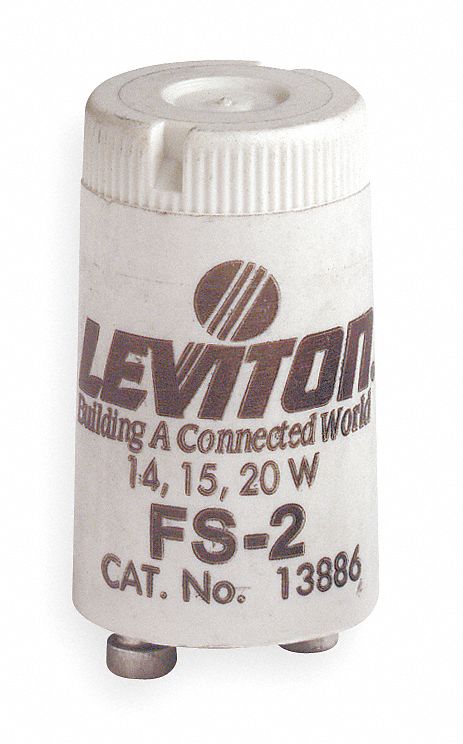 LEVITON®
Building A Connected World
14, 15, 20 W
FS-2
CAT. No. 13886